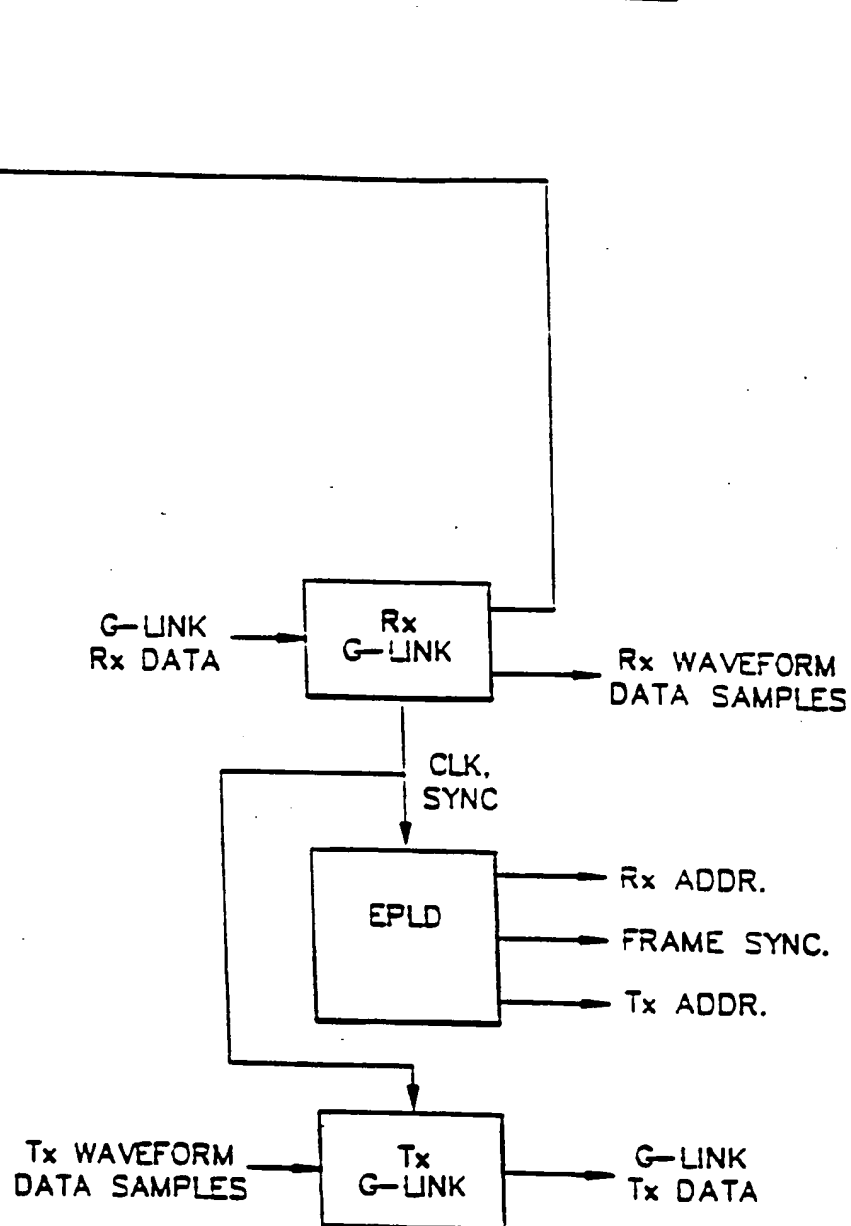 G-LINK
Rx DATA
Rx
G-LINK
Rx WAVEFORM
DATA SAMPLES
CLK,
SYNC
EPLD
Rx ADDR.
FRAME SYNC.
Tx ADDR.
Tx WAVEFORM
DATA SAMPLES
Tx
G-LINK
G-LINK
Tx DATA